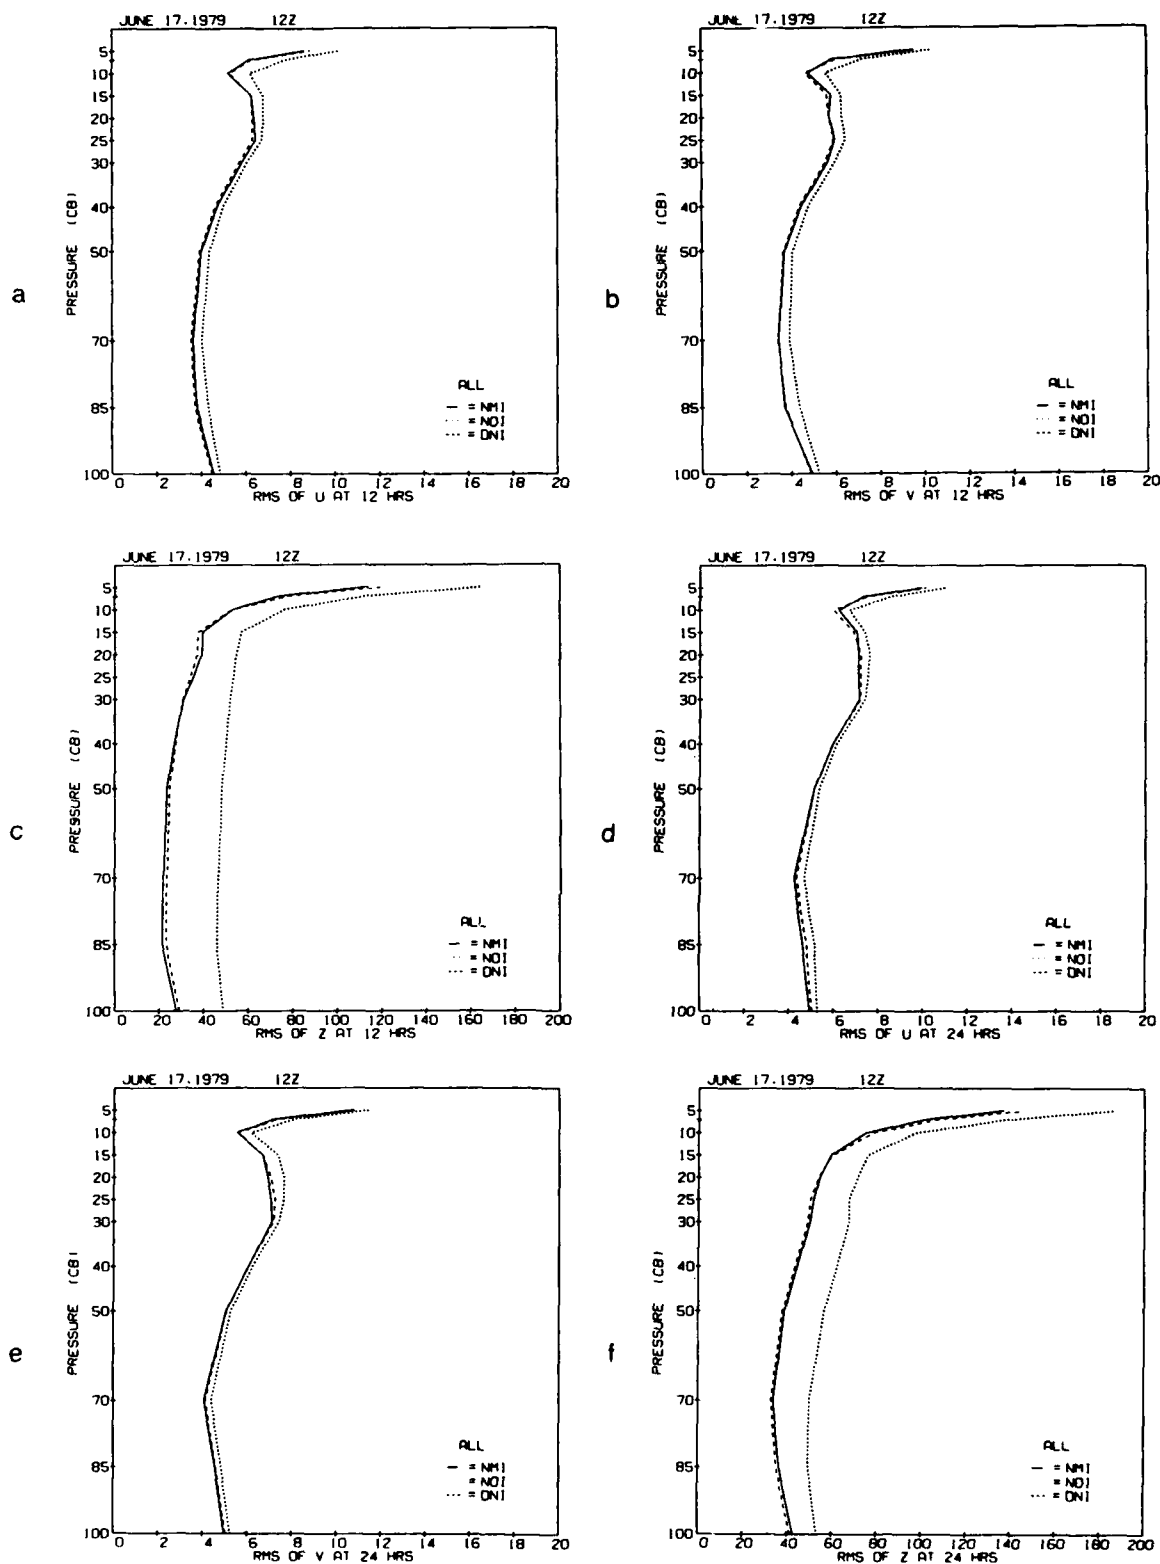 JUNE 17.1979 12Z
5
10
15
20
25
30
40
50
70
85
100
PRESSURE (CB)
a
ALL
= NMI
= NOI
= DNI
0 2 4 6 8 10 12 14 16 18 20
RMS OF U AT 12 HRS
JUNE 17.1979 12Z
5
10
15
20
25
30
40
50
70
85
100
PRESSURE (CB)
b
ALL
= NMI
= NOI
= DNI
0 2 4 6 8 10 12 14 16 18 20
RMS OF V AT 12 HRS
JUNE 17.1979 12Z
5
10
15
20
25
30
40
50
70
85
100
PRESSURE (CB)
c
ALL
= NMI
= NOI
= DNI
0 20 40 60 80 100 120 140 160 180 200
RMS OF Z AT 12 HRS
JUNE 17.1979 12Z
5
10
15
20
25
30
40
50
70
85
100
PRESSURE (CB)
d
ALL
= NMI
= NOI
= DNI
0 2 4 6 8 10 12 14 16 18 20
RMS OF U AT 24 HRS
JUNE 17.1979 12Z
5
10
15
20
25
30
40
50
70
85
100
PRESSURE (CB)
e
ALL
= NMI
= NOI
= DNI
0 2 4 6 8 10 12 14 16 18 20
RMS OF V AT 24 HRS
JUNE 17.1979 12Z
5
10
15
20
25
30
40
50
70
85
100
PRESSURE (CB)
f
ALL
= NMI
= NOI
= DNI
0 20 40 60 80 100 120 140 160 180 200
RMS OF Z AT 24 HRS